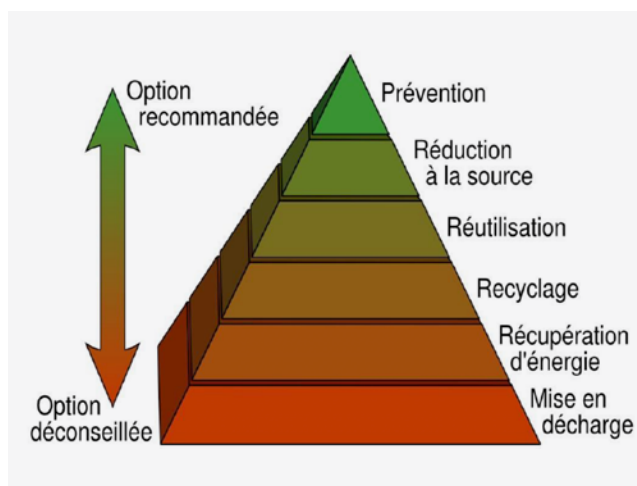 Option
recommandée
Prévention
Réduction
à la source
Réutilisation
Recyclage
Récupération
d'énergie
Option
déconseillée
Mise en
décharge